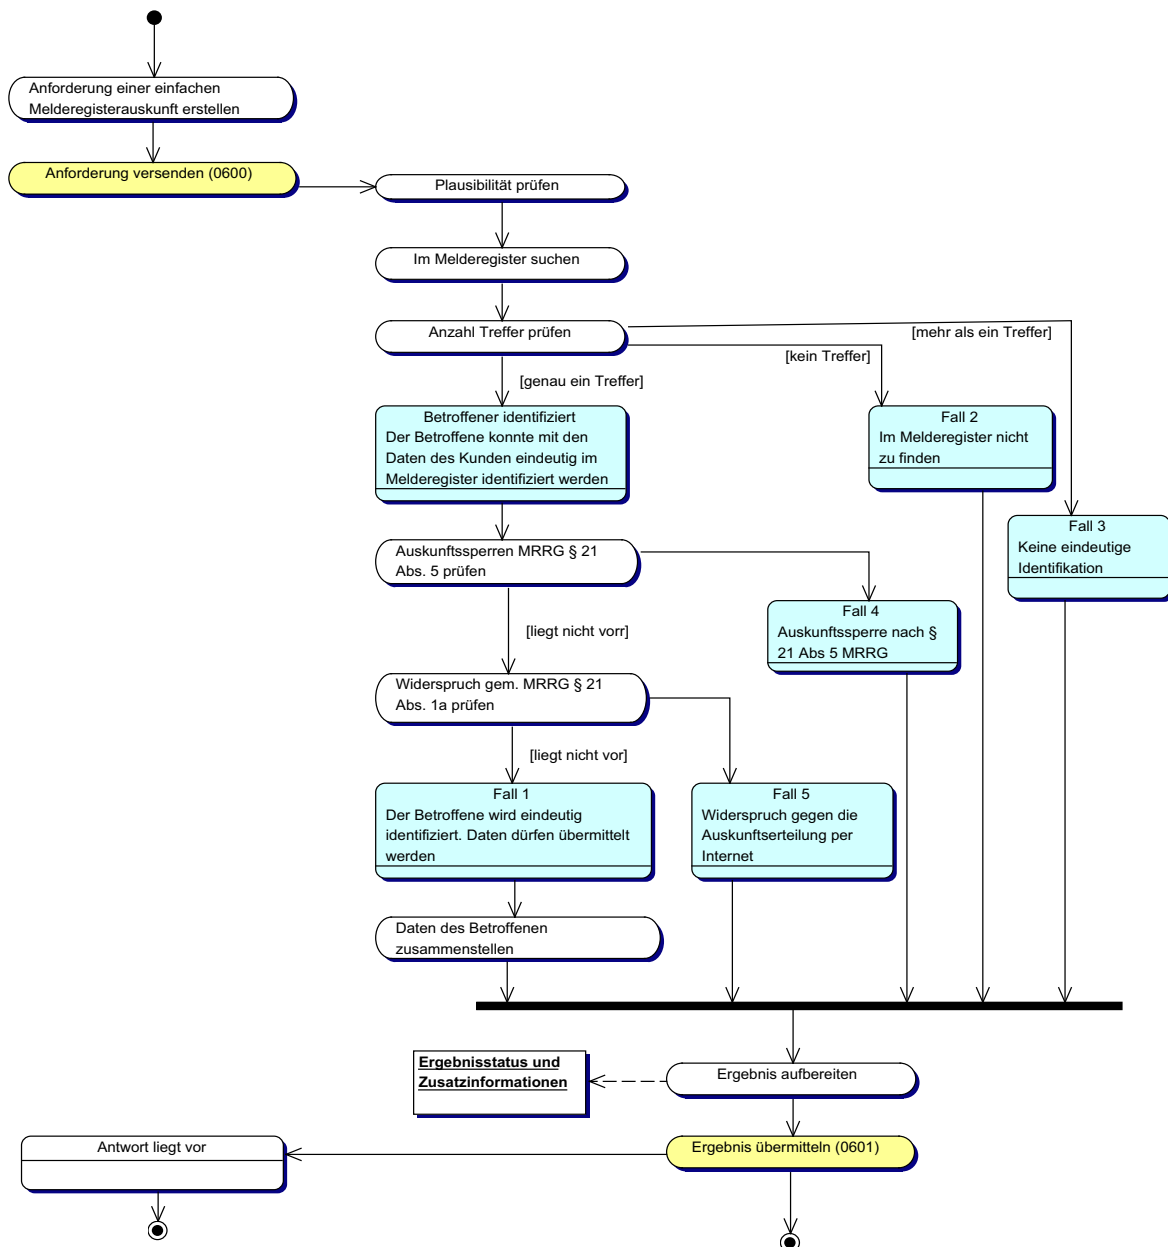 Anforderung einer einfachen
Melderegisterauskunft erstellen
Anforderung versenden (0600)
Plausibilität prüfen
Im Melderegister suchen
Anzahl Treffer prüfen
[mehr als ein Treffer]
[kein Treffer]
[genau ein Treffer]
Betroffener identifiziert
Der Betroffene konnte mit den
Daten des Kunden eindeutig im
Melderegister identifiziert werden
Fall 2
Im Melderegister nicht
zu finden
Fall 3
Keine eindeutige
Identifikation
Auskunftssperren MRRG § 21
Abs. 5 prüfen
Fall 4
Auskunftssperre nach §
21 Abs 5 MRRG
[liegt nicht vorr]
Widerspruch gem. MRRG § 21
Abs. 1a prüfen
[liegt nicht vor]
Fall 1
Der Betroffene wird eindeutig
identifiziert. Daten dürfen übermittelt
werden
Fall 5
Widerspruch gegen die
Auskunftserteilung per
Internet
Daten des Betroffenen
zusammenstellen
Ergebnisstatus und
Zusatzinformationen
Ergebnis aufbereiten
Ergebnis übermitteln (0601)
Antwort liegt vor